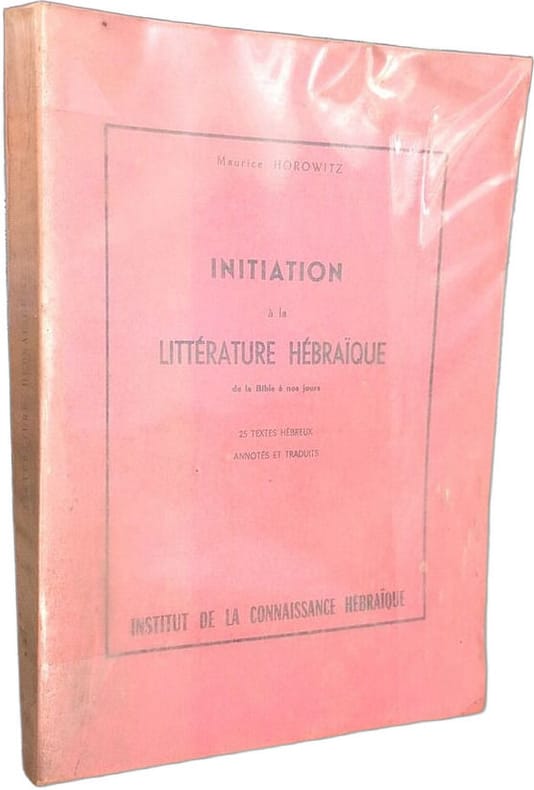 Maurice HOROWITZ
INITIATION
à la
LITTÉRATURE HÉBRAÏQUE
de la Bible à nos jours
25 TEXTES HÉBREUX
ANNOTÉS ET TRADUITS
INSTITUT DE LA CONNAISSANCE HÉBRAÏQUE